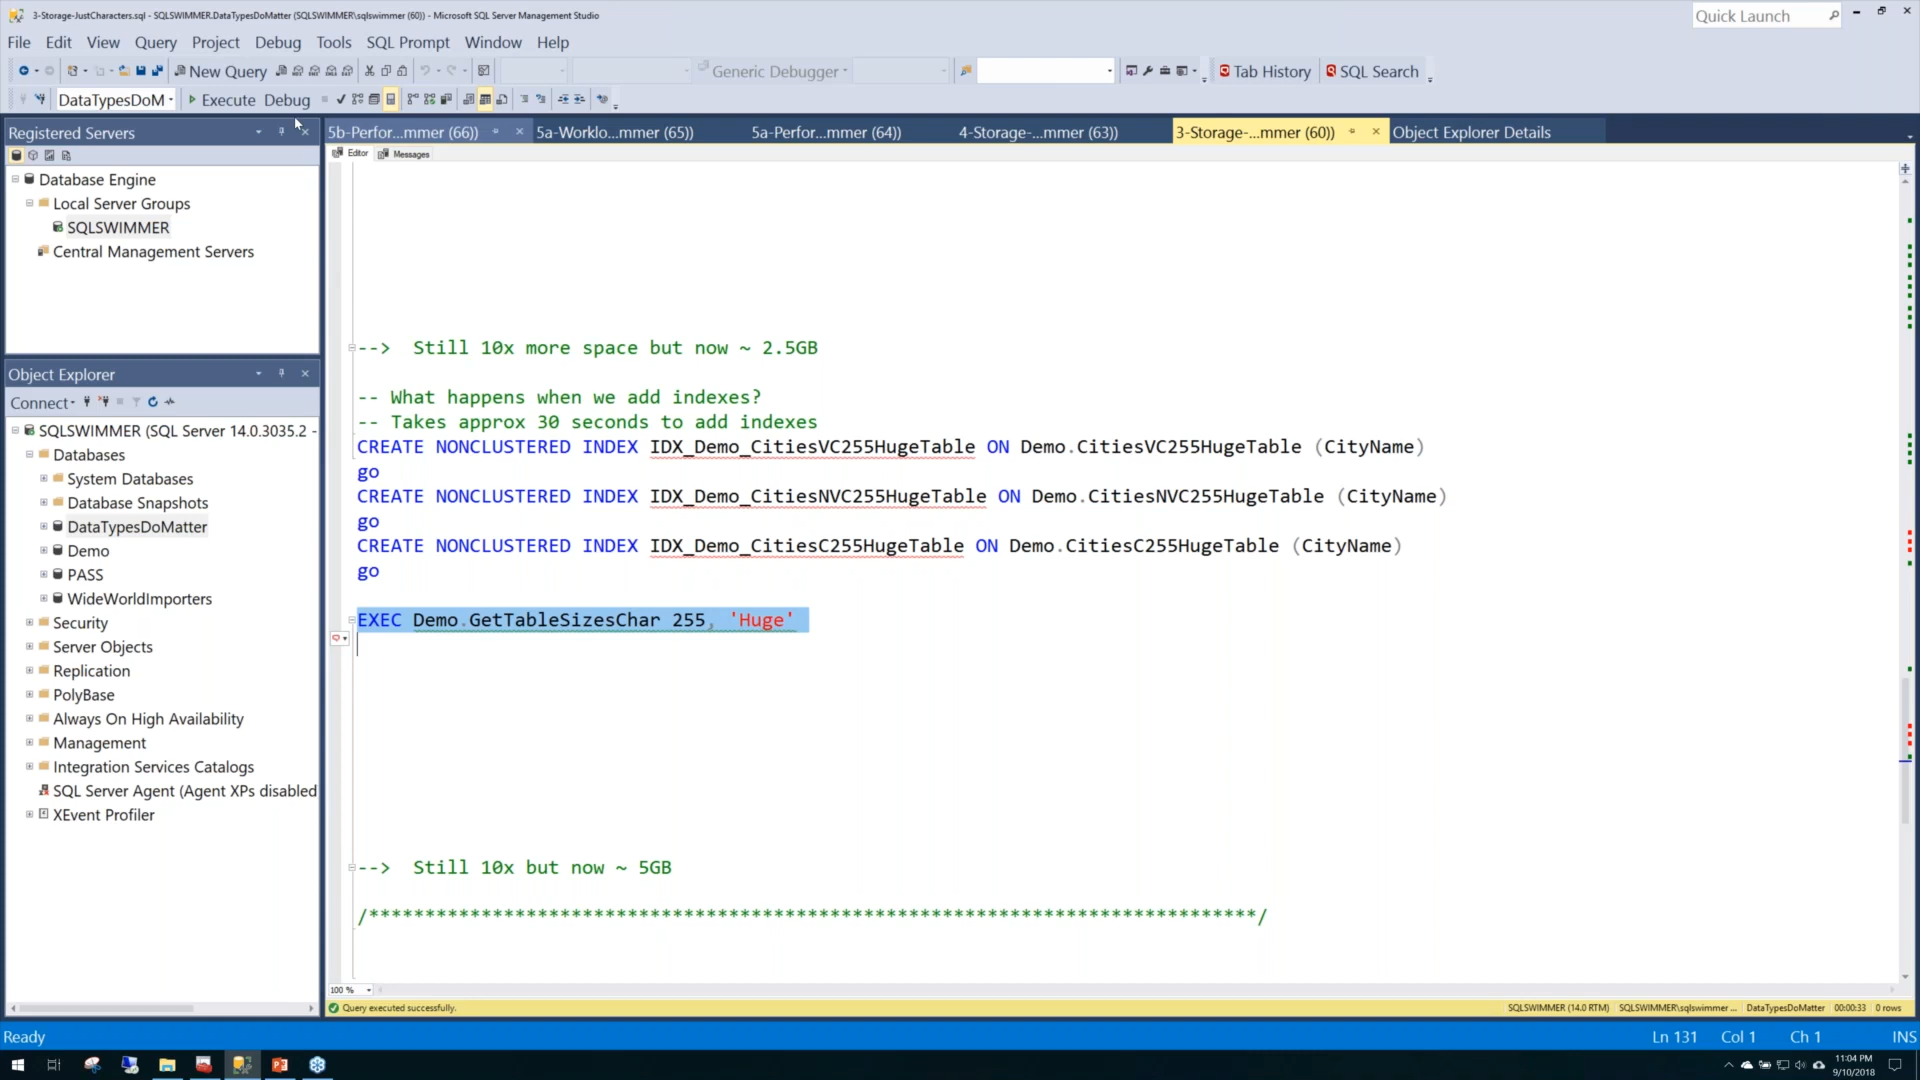 3-Storage-JustCharacters.sql - SQLSWIMMER.DataTypesDoMatter (SQLSWIMMER\sqlswimmer (60)) - Microsoft SQL Server Management Studio
Quick Launch
File Edit View Query Project Debug Tools SQL Prompt Window Help
New Query
Generic Debugger
Tab History
SQL Search
DataTypesDoM
Execute Debug
Registered Servers
5b-Perfor...mmer (66))
5a-Worklo...mmer (65))
5a-Perfor...mmer (64))
4-Storage-...mmer (63))
3-Storage-...mmer (60))
Object Explorer Details
Editor
Messages
Database Engine
Local Server Groups
SQLSWIMMER
Central Management Servers
Object Explorer
Connect
SQLSWIMMER (SQL Server 14.0.3035.2 -
Databases
System Databases
Database Snapshots
DataTypesDoMatter
Demo
PASS
WideWorldImporters
Security
Server Objects
Replication
PolyBase
Always On High Availability
Management
Integration Services Catalogs
SQL Server Agent (Agent XPs disabled
XEvent Profiler
--> Still 10x more space but now ~ 2.5GB
-- What happens when we add indexes?
-- Takes approx 30 seconds to add indexes
CREATE NONCLUSTERED INDEX IDX_Demo_CitiesVC255HugeTable ON Demo.CitiesVC255HugeTable (CityName)
go
CREATE NONCLUSTERED INDEX IDX_Demo_CitiesNVC255HugeTable ON Demo.CitiesNVC255HugeTable (CityName)
go
CREATE NONCLUSTERED INDEX IDX_Demo_CitiesC255HugeTable ON Demo.CitiesC255HugeTable (CityName)
go
EXEC Demo.GetTableSizesChar 255, 'Huge'
--> Still 10x but now ~ 5GB
/*******************************************************************************/
100 %
Query executed successfully.
SQLSWIMMER (14.0 RTM)
SQLSWIMMER\sqlswimmer ...
DataTypesDoMatter
00:00:33
0 rows
Ready
Ln 131
Col 1
Ch 1
INS
11:04 PM
9/10/2018